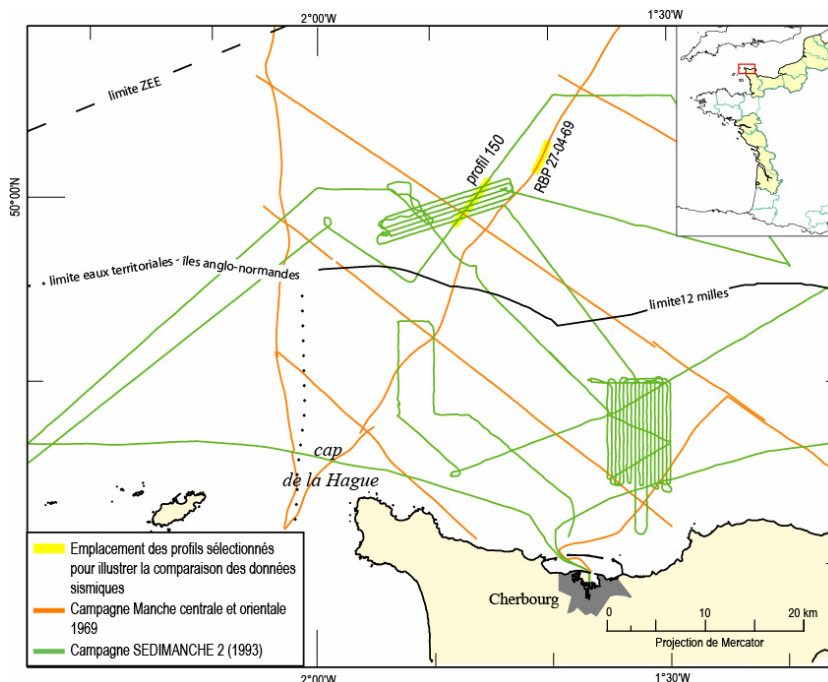 2°00'W
1°30'W
limite ZEE
profil 150
RBP 27-04-69
50°00'N
limite eaux territoriales - îles anglo-normandes
limite12 milles
cap
de la Hague
Emplacement des profils sélectionnés
pour illustrer la comparaison des données
sismiques
Campagne Manche centrale et orientale
1969
Campagne SEDIMANCHE 2 (1993)
Cherbourg
0 5 10 20 km
Projection de Mercator
2°00'W
1°30'W